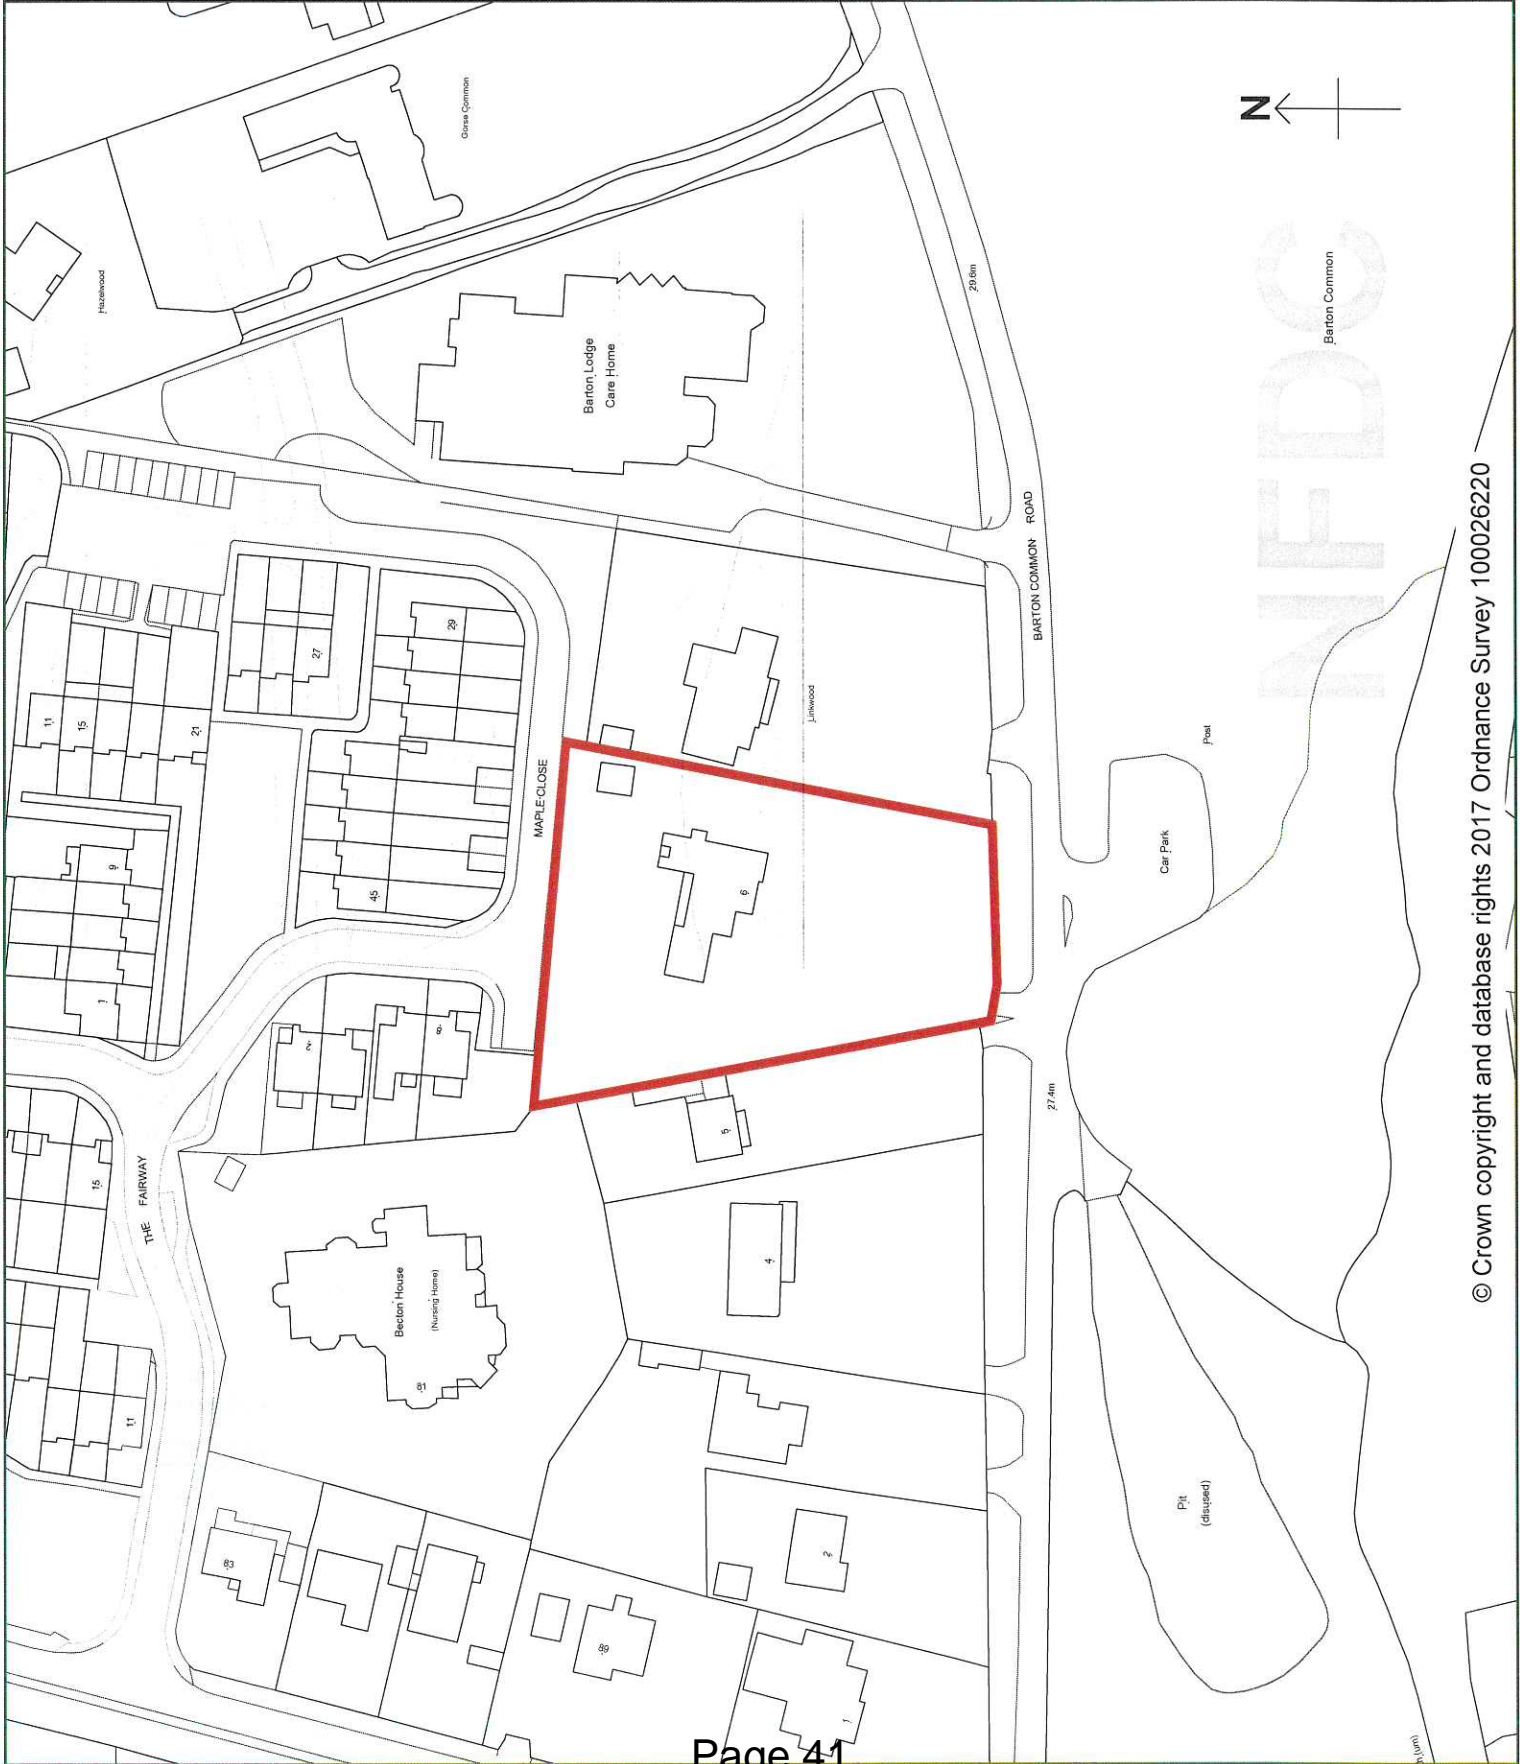 Gorse Common
Hazelwood
N
Barton Lodge
Care Home
29.6m
Barton Common
NFDC
BARTON COMMON ROAD
29
27
11
15
21
Linkwood
MAPLE CLOSE
Post
Car Park
45
9
1
6
2
8
27.4m
THE FAIRWAY
15
5
4
Becton House
(Nursing Home)
81
11
Pit
(disused)
83
2
89
1
© Crown copyright and database rights 2017 Ordnance Survey 100026220
Page 41